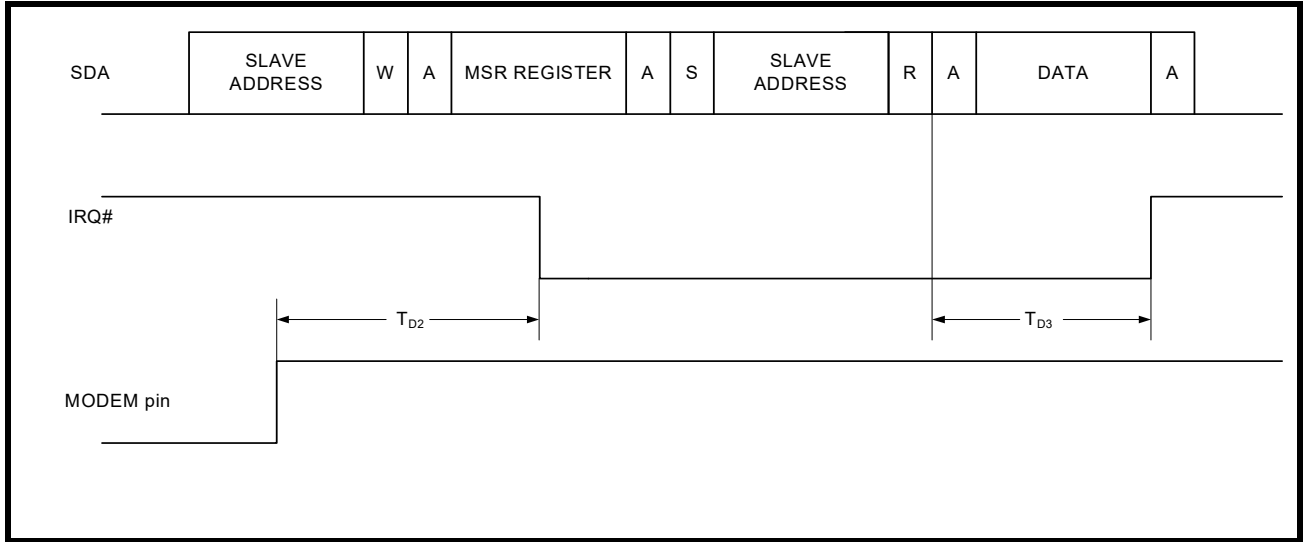 SDA
SLAVE
ADDRESS
W
A
MSR REGISTER
A
S
SLAVE
ADDRESS
R
A
DATA
A
IRQ#
TD2
TD3
MODEM pin